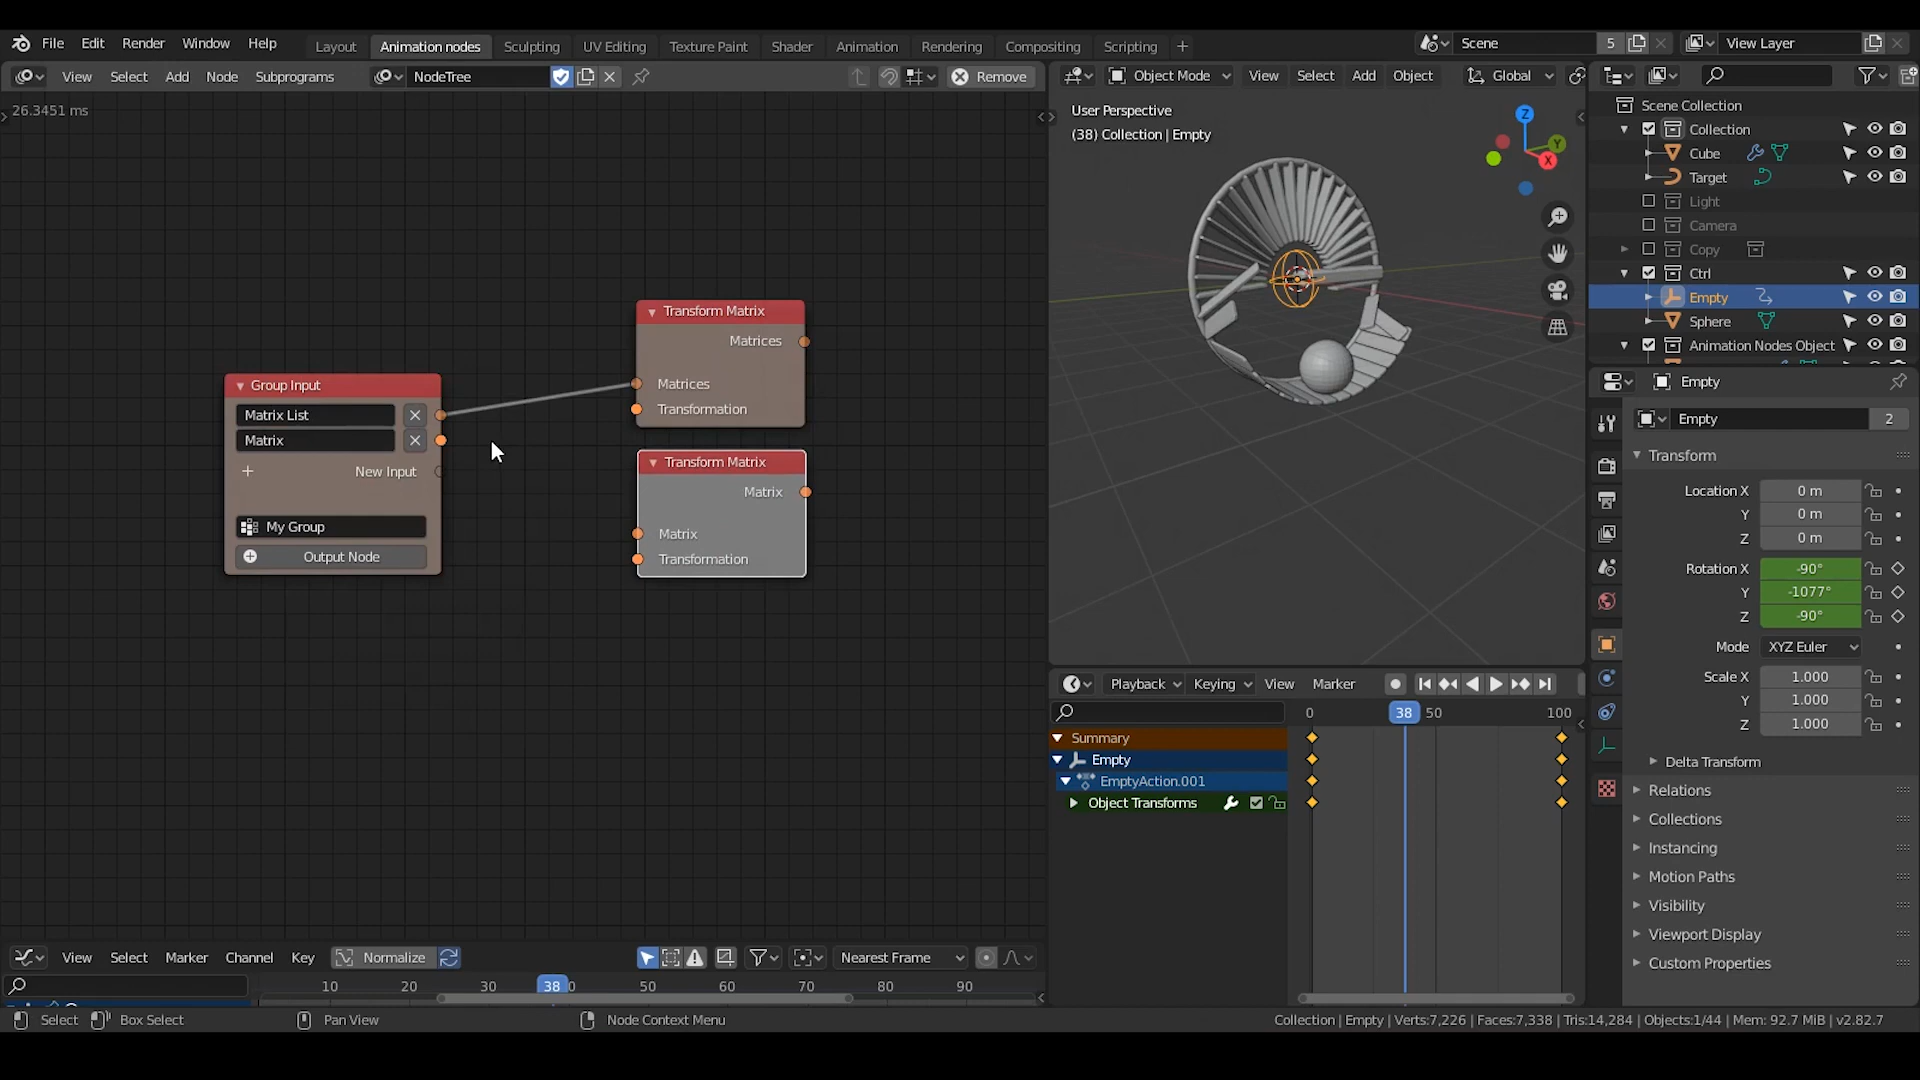 File Edit Render Window Help Layout Animation nodes Sculpting UV Editing Texture Paint Shader Animation Rendering Compositing Scripting + Scene 5 View Layer
View Select Add Node Group Subprograms NodeTree Remove Object Mode View Select Add Object Global
26.3451 ms
User Perspective
(38) Collection | Empty
Z
Y
X
Scene Collection
Collection
Cube
Target
Light
Camera
Copy
Ctrl
Empty
Sphere
Animation Nodes Object
Group Input
Matrix List
Matrix
New Input
My Group
Output Node
Transform Matrix
Matrices
Matrices
Transformation
Transform Matrix
Matrix
Matrix
Transformation
Empty
Empty 2
Transform
Location X 0 m
Y 0 m
Z 0 m
Rotation X -90°
Y -1077°
Z -90°
Mode XYZ Euler
Scale X 1.000
Y 1.000
Z 1.000
Delta Transform
Relations
Collections
Instancing
Motion Paths
Visibility
Viewport Display
Custom Properties
Playback Keying View Marker
0 38 50 100
Summary
Empty
EmptyAction.001
Object Transforms
View Select Marker Channel Key Normalize Nearest Frame
10 20 30 38 0 50 60 70 80 90
Select Box Select Pan View Node Context Menu Collection | Empty | Verts:7,226 | Faces:7,338 | Tris:14,284 | Objects:1/44 | Mem: 92.7 MiB | v2.82.7